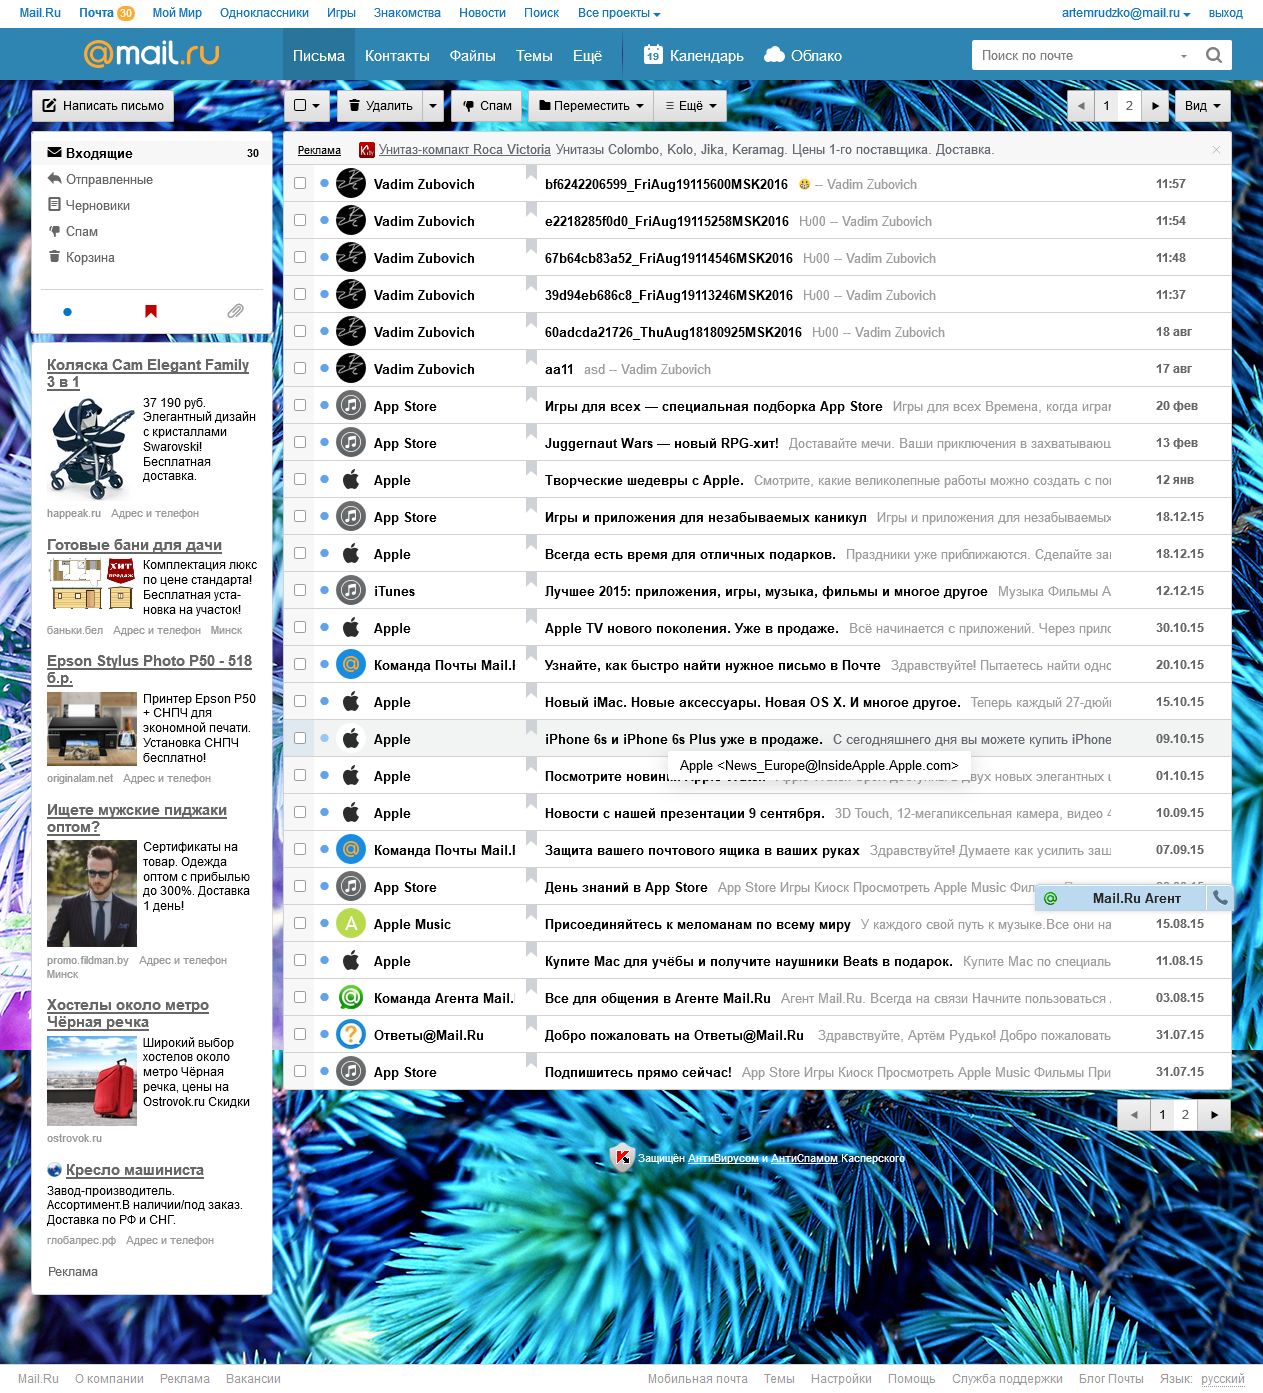 Mail.Ru Почта 30 Мой Мир Одноклассники Игры Знакомства Новости Поиск Все проекты artemrudzko@mail.ru выход
@mail.ru Письма Контакты Файлы Темы Ещё 19 Календарь Облако Поиск по почте
Написать письмо Удалить Спам Переместить Ещё 1 2 Вид
Входящие 30
Отправленные
Черновики
Спам
Корзина
Коляска Cam Elegant Family
3 в 1
37 190 руб.
Элегантный дизайн
с кристаллами
Swarovski!
Бесплатная
доставка.
happeak.ru Адрес и телефон
Готовые бани для дачи
ХИТ
ПРОДАЖ
Комплектация люкс
по цене стандарта!
Бесплатная уста-
новка на участок!
баньки.бел Адрес и телефон Минск
Epson Stylus Photo P50 - 518
б.р.
Принтер Epson P50
+ СНПЧ для
экономной печати.
Установка СНПЧ
бесплатно!
originalam.net Адрес и телефон
Ищете мужские пиджаки
оптом?
Сертификаты на
товар. Одежда
оптом с прибылью
до 300%. Доставка
1 день!
promo.fildman.by Адрес и телефон
Минск
Хостелы около метро
Чёрная речка
Широкий выбор
хостелов около
метро Чёрная
речка, цены на
Ostrovok.ru Скидки
ostrovok.ru
Кресло машиниста
Завод-производитель.
Ассортимент.В наличии/под заказ.
Доставка по РФ и СНГ.
глобалрес.рф Адрес и телефон
Реклама
Реклама Унитаз-компакт Roca Victoria Унитазы Colombo, Kolo, Jika, Keramag. Цены 1-го поставщика. Доставка.
Vadim Zubovich bf6242206599_FriAug19115600MSK2016 -- Vadim Zubovich 11:57
Vadim Zubovich e2218285f0d0_FriAug19115258MSK2016 Ƕ00 -- Vadim Zubovich 11:54
Vadim Zubovich 67b64cb83a52_FriAug19114546MSK2016 Ƕ00 -- Vadim Zubovich 11:48
Vadim Zubovich 39d94eb686c8_FriAug19113246MSK2016 Ƕ00 -- Vadim Zubovich 11:37
Vadim Zubovich 60adcda21726_ThuAug18180925MSK2016 Ƕ00 -- Vadim Zubovich 18 авг
Vadim Zubovich aa11 asd -- Vadim Zubovich 17 авг
App Store Игры для всех — специальная подборка App Store Игры для всех Времена, когда играм 20 фев
App Store Juggernaut Wars — новый RPG-хит! Доставайте мечи. Ваши приключения в захватывающ 13 фев
Apple Творческие шедевры с Apple. Смотрите, какие великолепные работы можно создать с пом 12 янв
App Store Игры и приложения для незабываемых каникул Игры и приложения для незабываемых 18.12.15
Apple Всегда есть время для отличных подарков. Праздники уже приближаются. Сделайте за 18.12.15
iTunes Лучшее 2015: приложения, игры, музыка, фильмы и многое другое Музыка Фильмы A 12.12.15
Apple Apple TV нового поколения. Уже в продаже. Всё начинается с приложений. Через прило 30.10.15
Команда Почты Mail.R Узнайте, как быстро найти нужное письмо в Почте Здравствуйте! Пытаетесь найти одно 20.10.15
Apple Новый iMac. Новые аксессуары. Новая OS X. И многое другое. Теперь каждый 27-дюй 15.10.15
Apple iPhone 6s и iPhone 6s Plus уже в продаже. С сегодняшнего дня вы можете купить iPhone 09.10.15
Apple <News_Europe@InsideApple.Apple.com>
Apple Посмотрите новин двух новых элегантных 01.10.15
Apple Новости с нашей презентации 9 сентября. 3D Touch, 12-мегапиксельная камера, видео 4 10.09.15
Команда Почты Mail.R Защита вашего почтового ящика в ваших руках Здравствуйте! Думаете как усилить защ 07.09.15
App Store День знаний в App Store App Store Игры Киоск Просмотреть Apple Music Фил
Mail.Ru Агент
Apple Music Присоединяйтесь к меломанам по всему миру У каждого свой путь к музыке.Все они на 15.08.15
Apple Купите Mac для учёбы и получите наушники Beats в подарок. Купите Mac по специаль 11.08.15
Команда Агента Mail. Все для общения в Агенте Mail.Ru Агент Mail.Ru. Всегда на связи Начните пользоваться 03.08.15
Ответы@Mail.Ru Добро пожаловать на Ответы@Mail.Ru Здравствуйте, Артём Рудько! Добро пожаловать 31.07.15
App Store Подпишитесь прямо сейчас! App Store Игры Киоск Просмотреть Apple Music Фильмы При 31.07.15
1 2
Защищён АнтиВирусом и АнтиСпамом Касперского
Mail.Ru О компании Реклама Вакансии Мобильная почта Темы Настройки Помощь Служба поддержки Блог Почты Язык: русский